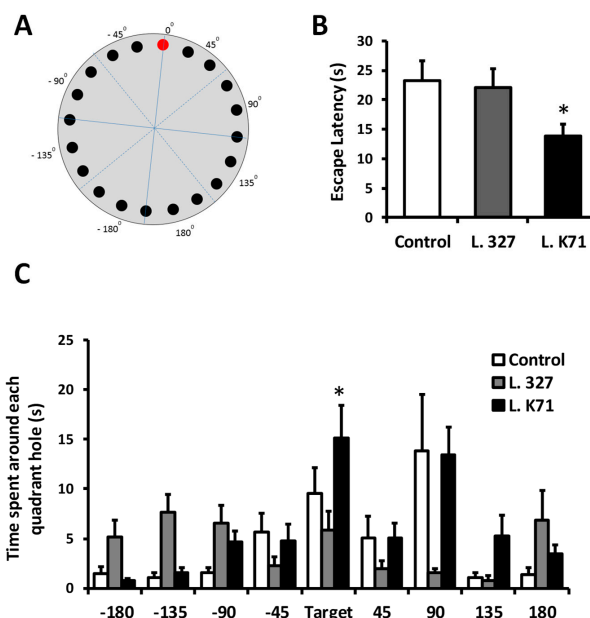 A
0°
- 45°
45°
- 90°
90°
- 135°
135°
- 180°
180°
B
Escape Latency (s)
30
25
20
15
10
5
0
*
Control
L. 327
L. K71
C
Time spent around each
quadrant hole (s)
25
20
15
10
5
0
*
Control
L. 327
L. K71
-180
-135
-90
-45
Target
45
90
135
180